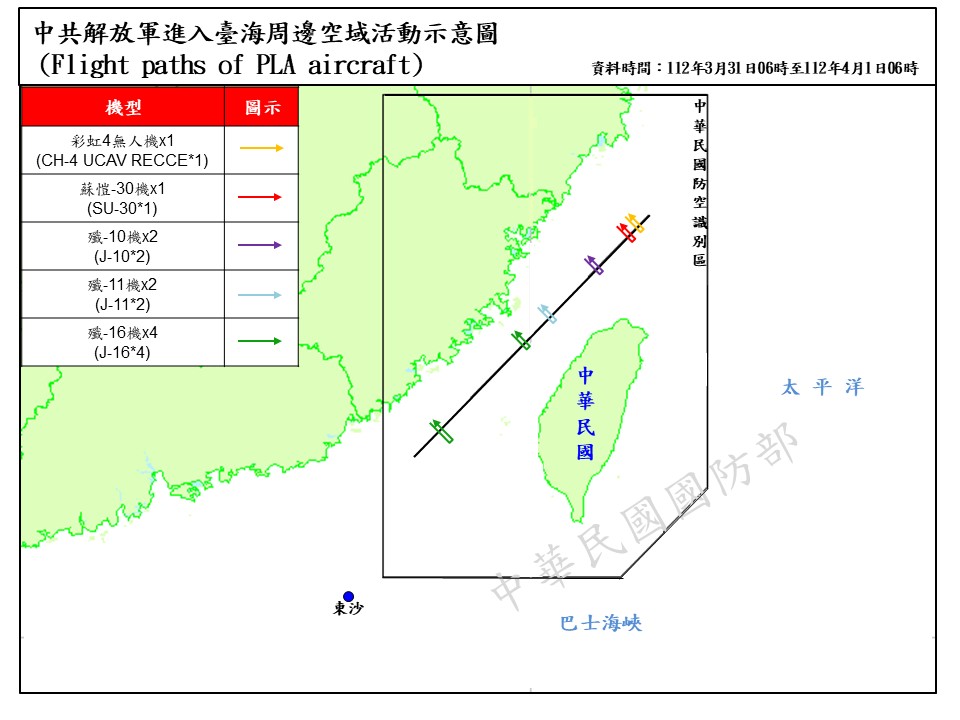 中共解放軍進入臺海周邊空域活動示意圖
(Flight paths of PLA aircraft)
資料時間：112年3月31日06時至112年4月1日06時
機型 圖示
彩虹4無人機x1
(CH-4 UCAV RECCE*1)
蘇愷-30機x1
(SU-30*1)
殲-10機x2
(J-10*2)
殲-11機x2
(J-11*2)
殲-16機x4
(J-16*4)
中華民國防空識別區
中華民國
太平洋
中華民國國防部
東沙
巴士海峽